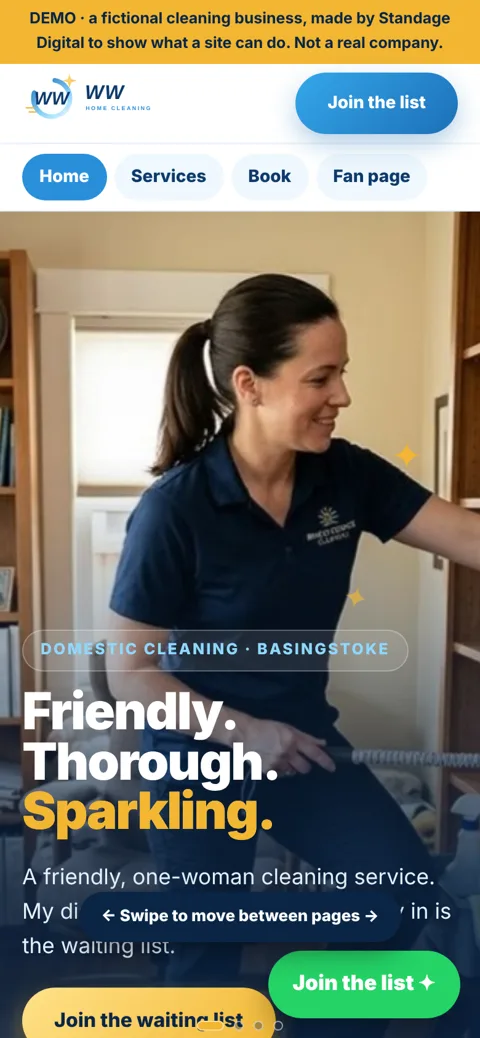 DEMO · a fictional cleaning business, made by Standage
Digital to show what a site can do. Not a real company.
WW
WW
HOME CLEANING
Join the list
Home
Services
Book
Fan page
DOMESTIC CLEANING · BASINGSTOKE
Friendly.
Thorough.
Sparkling.
A friendly, one-woman cleaning service.
My
in is
← Swipe to move between pages →
the waiting list.
Join the list ✦
Join the waiting list